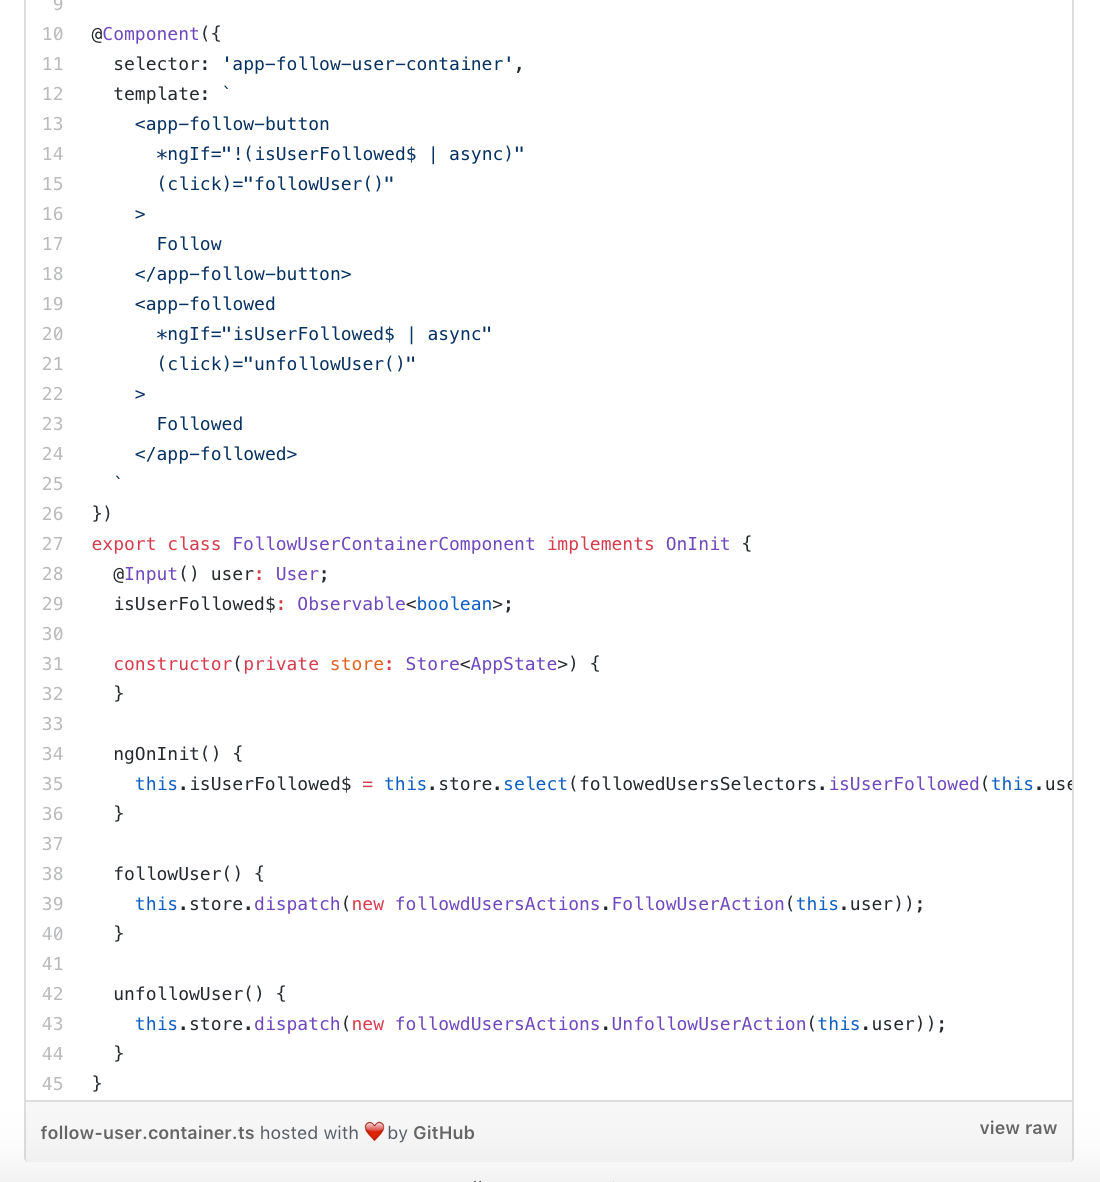 9
10 @Component({
11   selector: 'app-follow-user-container',
12   template: `
13     <app-follow-button
14       *ngIf="!(isUserFollowed$ | async)"
15       (click)="followUser()"
16     >
17       Follow
18     </app-follow-button>
19     <app-followed
20       *ngIf="isUserFollowed$ | async"
21       (click)="unfollowUser()"
22     >
23       Followed
24     </app-followed>
25   `
26 })
27 export class FollowUserContainerComponent implements OnInit {
28   @Input() user: User;
29   isUserFollowed$: Observable<boolean>;
30
31   constructor(private store: Store<AppState>) {
32   }
33
34   ngOnInit() {
35     this.isUserFollowed$ = this.store.select(followedUsersSelectors.isUserFollowed(this.use
36   }
37
38   followUser() {
39     this.store.dispatch(new followdUsersActions.FollowUserAction(this.user));
40   }
41
42   unfollowUser() {
43     this.store.dispatch(new followdUsersActions.UnfollowUserAction(this.user));
44   }
45 }
follow-user.container.ts hosted with ❤ by GitHub
view raw